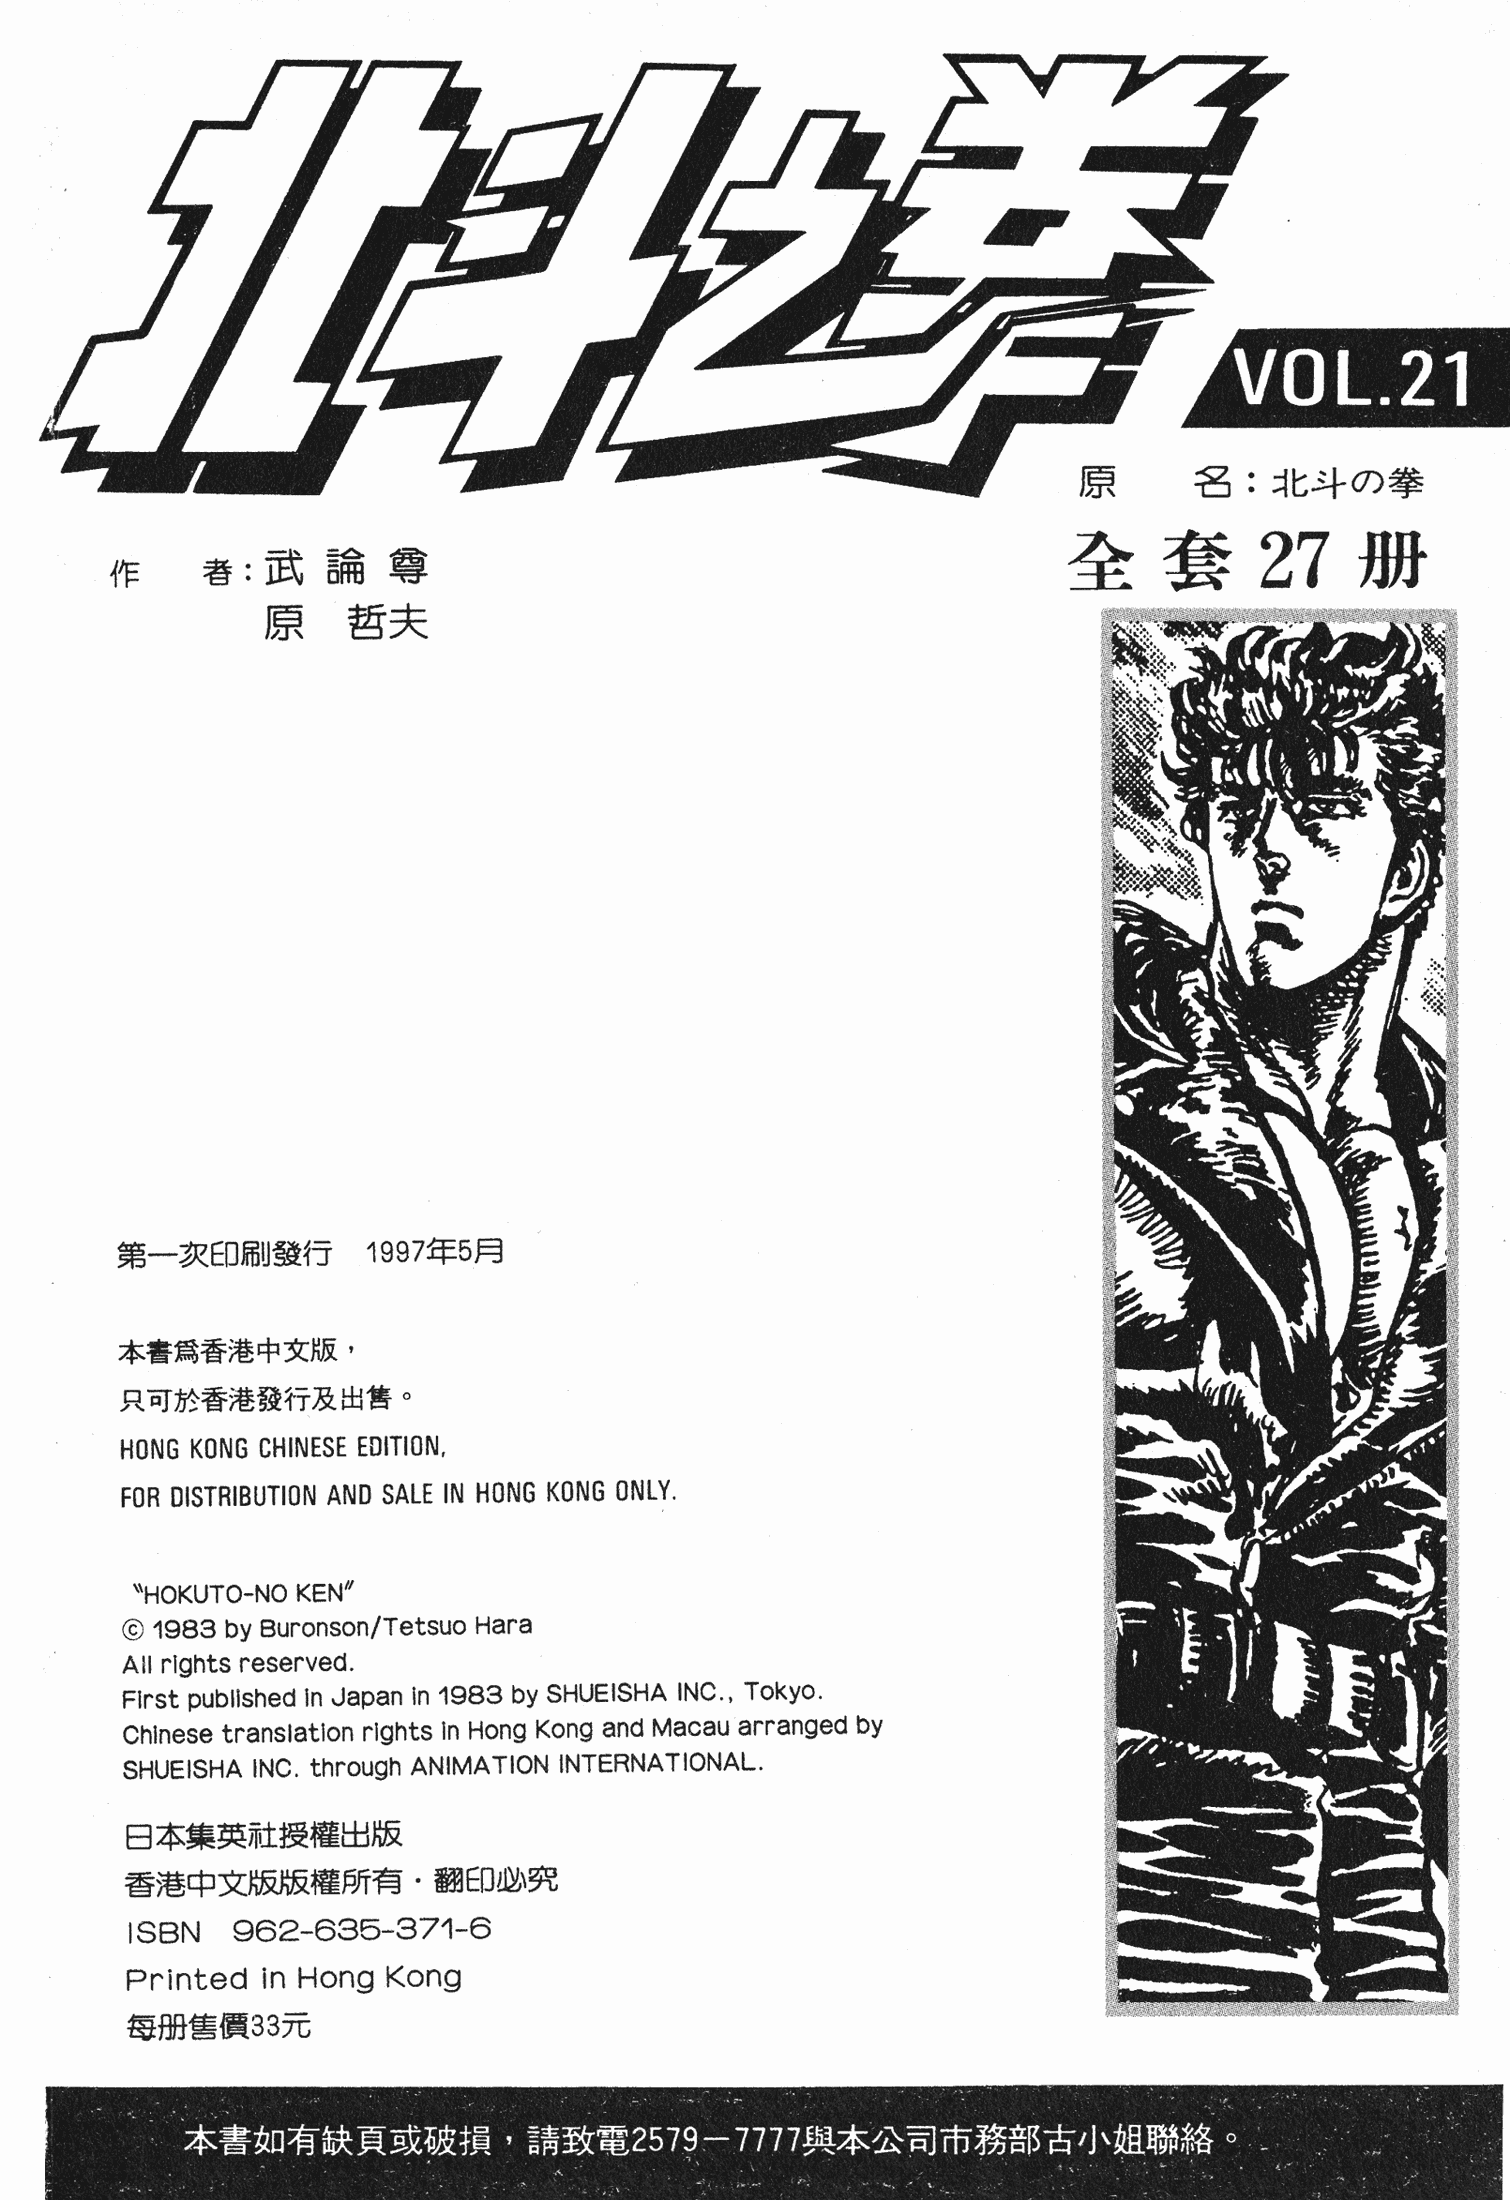 北斗之拳
VOL.21
原 名：北斗の拳
全套27册
作 者：武論尊
原 哲夫
第一次印刷發行 1997年5月
本書爲香港中文版，
只可於香港發行及出售。
HONG KONG CHINESE EDITION,
FOR DISTRIBUTION AND SALE IN HONG KONG ONLY.
〝HOKUTO-NO KEN〞
© 1983 by Buronson/Tetsuo Hara
All rights reserved.
First published in Japan in 1983 by SHUEISHA INC., Tokyo.
Chinese translation rights in Hong Kong and Macau arranged by
SHUEISHA INC. through ANIMATION INTERNATIONAL.
日本集英社授權出版
香港中文版版權所有・翻印必究
ISBN 962-635-371-6
Printed in Hong Kong
每册售價33元
本書如有缺頁或破損，請致電2579－7777與本公司市務部古小姐聯絡。